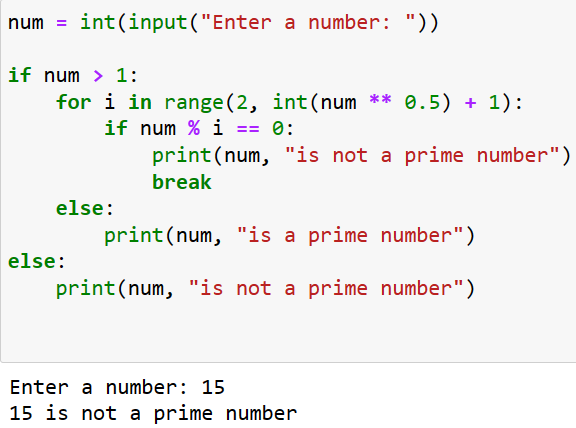 num = int(input("Enter a number: "))
if num > 1:
    for i in range(2, int(num ** 0.5) + 1):
        if num % i == 0:
            print(num, "is not a prime number")
            break
    else:
        print(num, "is a prime number")
else:
    print(num, "is not a prime number")
Enter a number: 15
15 is not a prime number